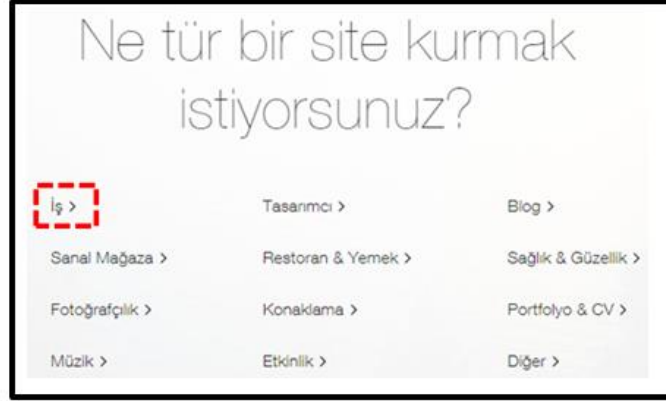 Ne tür bir site kurmak
istiyorsunuz?
İş > Tasarımcı > Blog >
Sanal Mağaza > Restoran & Yemek > Sağlık & Güzellik >
Fotoğrafçılık > Konaklama > Portfolyo & CV >
Müzik > Etkinlik > Diğer >